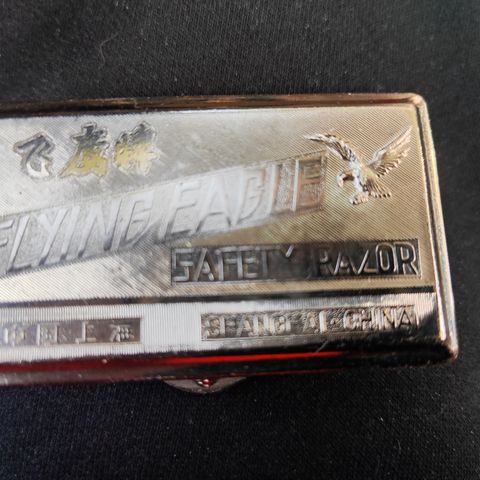 飞鹰牌
FLYING EAGLE
SAFETY RAZOR
中国上海
SHANGHAI-CHINA